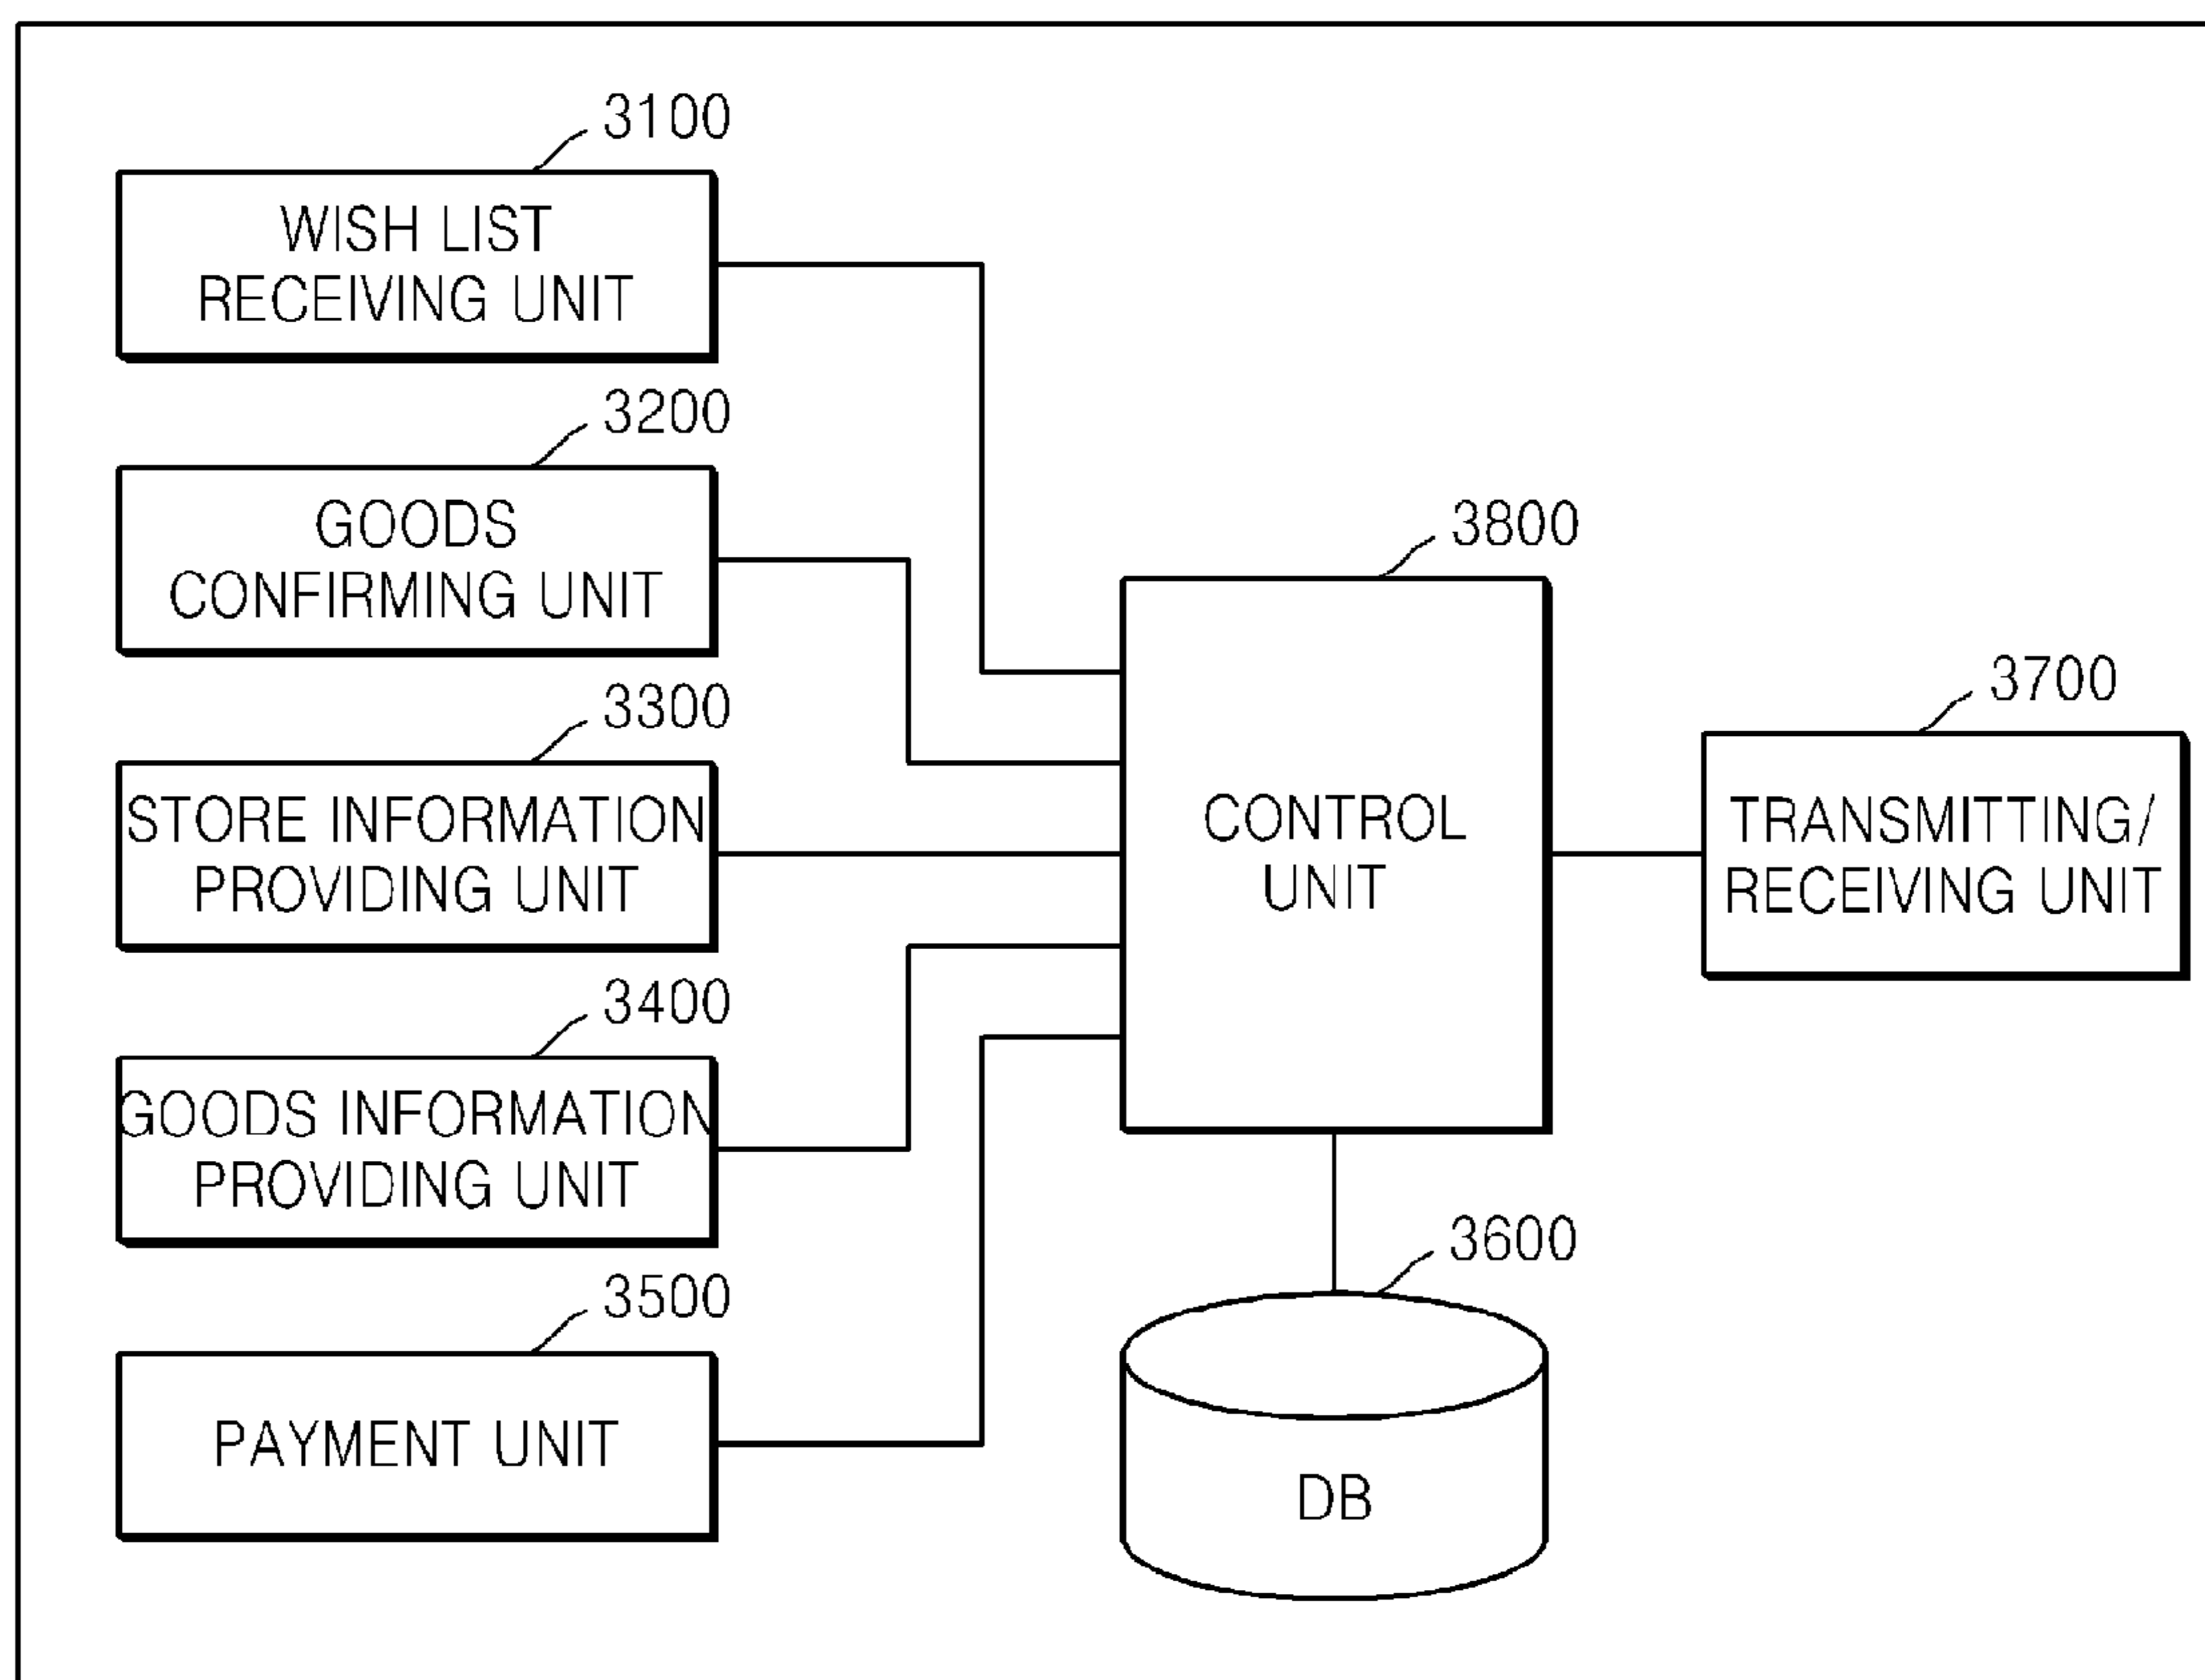 3100
WISH LIST
RECEIVING UNIT
3200
GOODS
CONFIRMING UNIT
3300
STORE INFORMATION
PROVIDING UNIT
3400
GOODS INFORMATION
PROVIDING UNIT
3500
PAYMENT UNIT
3800
CONTROL
UNIT
3700
TRANSMITTING/
RECEIVING UNIT
3600
DB